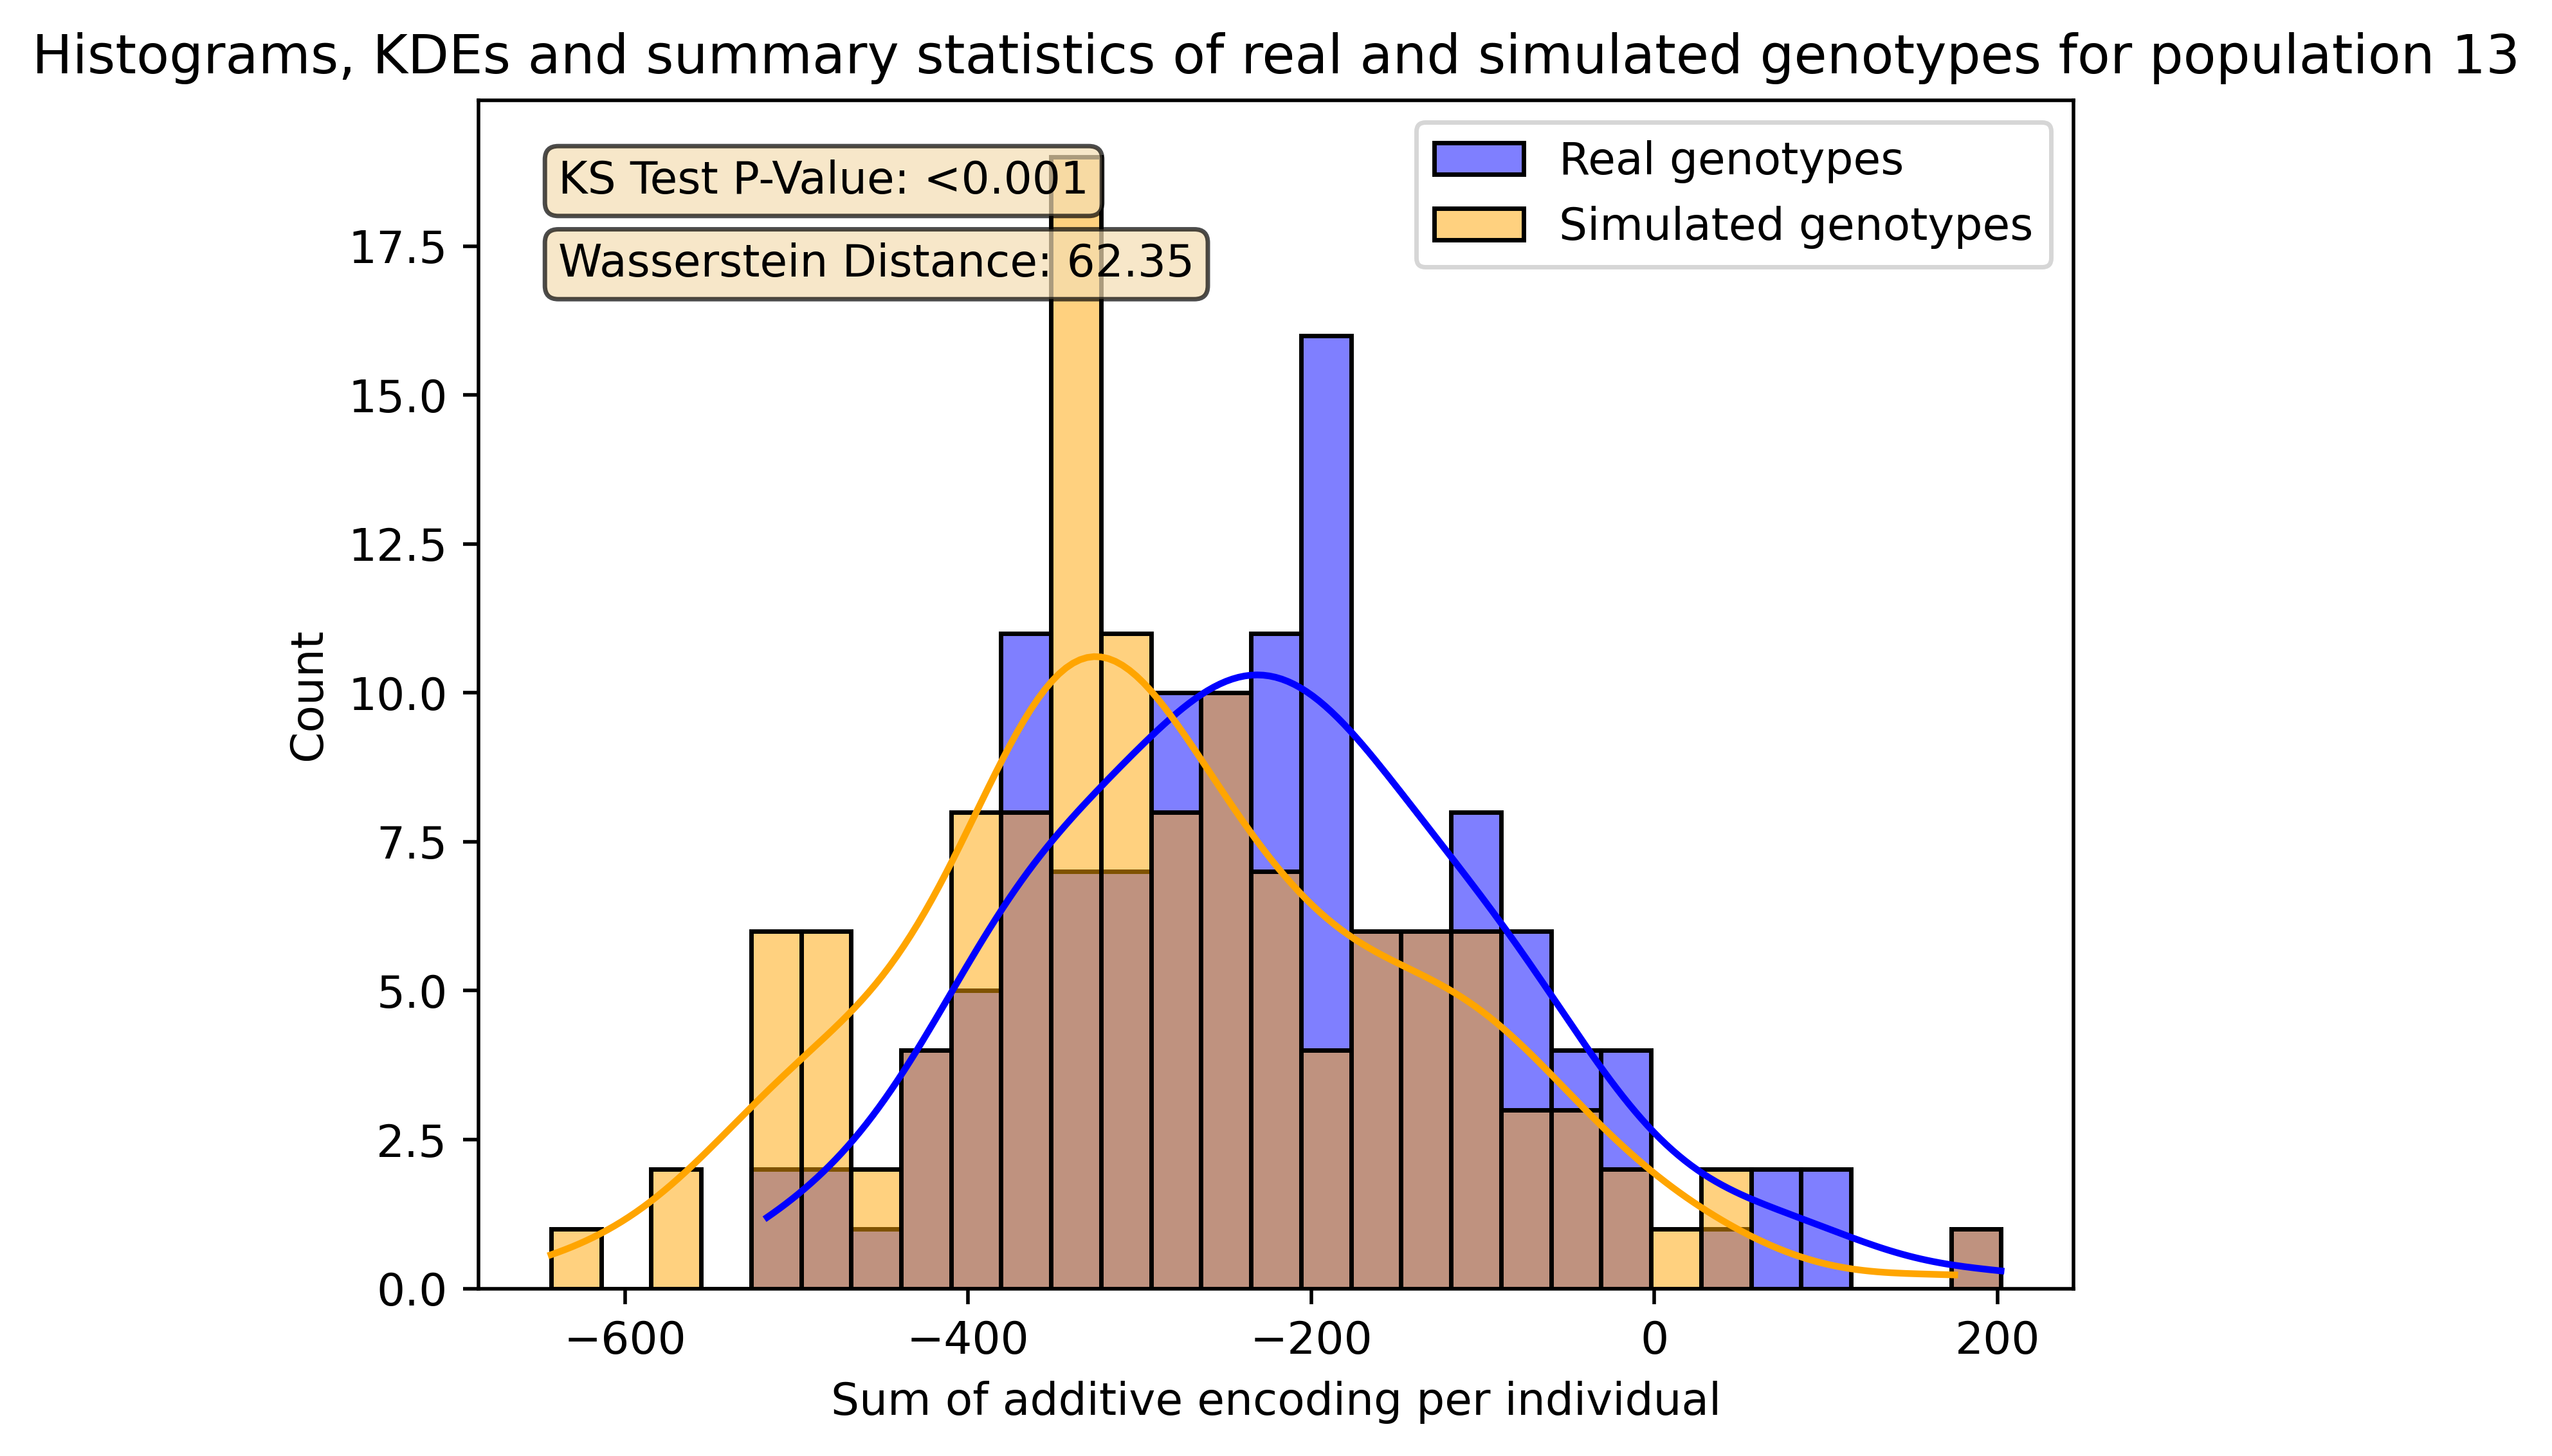 Histograms, KDEs and summary statistics of real and simulated genotypes for population 13
KS Test P-Value: <0.001
Wasserstein Distance: 62.35
Real genotypes
Simulated genotypes
17.5
15.0
12.5
10.0
7.5
5.0
2.5
0.0
Count
−600
−400
−200
0
200
Sum of additive encoding per individual